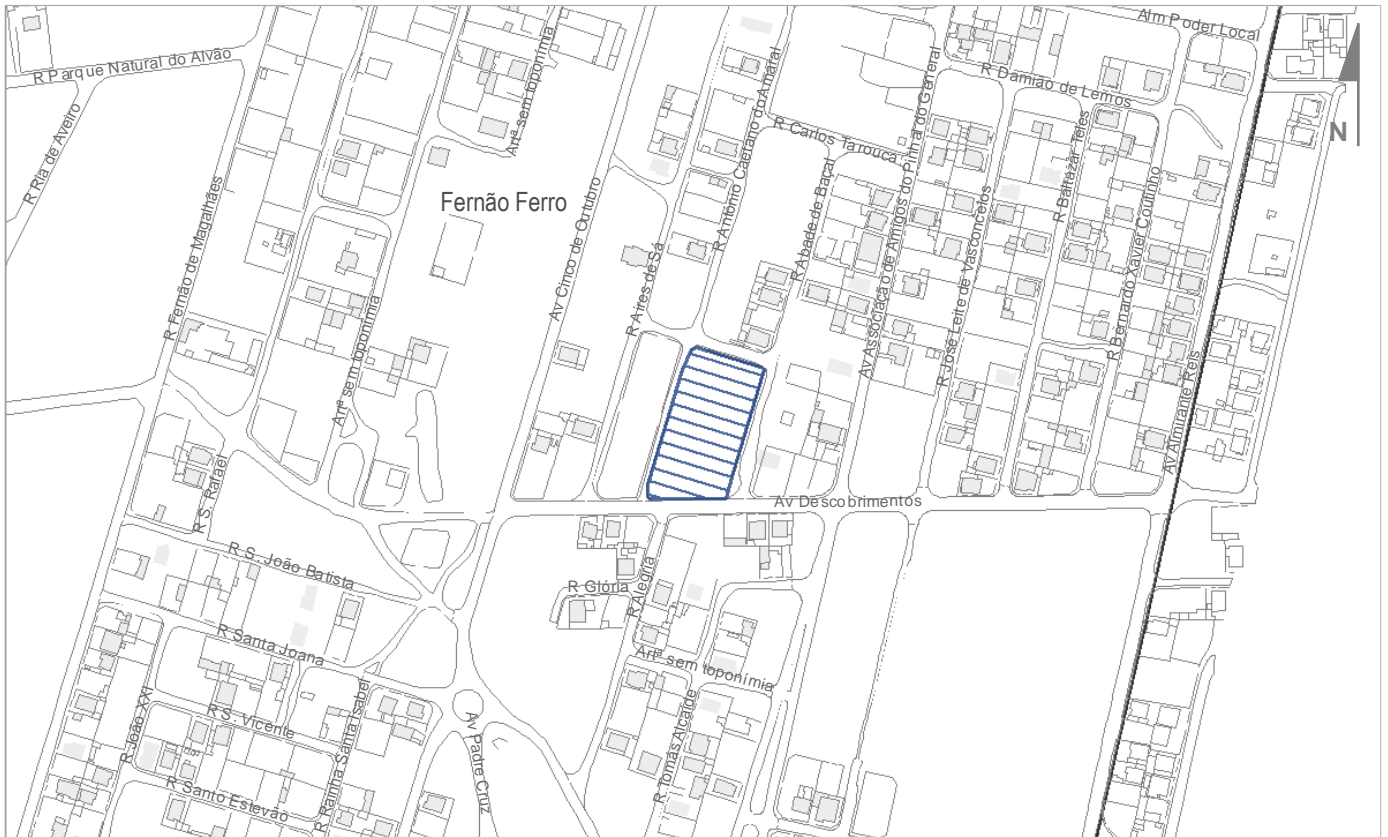 Alm Poder Local
R Parque Natural do Alvão
Artª sem toponímia
R Damião de Lemos
R António Caetano do Amaral
Av Associação de Amigos do Pinhal do General
R Carlos Tarouca
N
R Ria de Aveiro
R Baltazar Teles
Fernão Ferro
R Fernão de Magalhães
Av Cinco de Outubro
R Abade de Baçal
R José Leite de Vasconcelos
R Bernardo Xavier Coutinho
R Aires de Sá
Artª sem toponímia
Av Almirante Reis
R S. Rafael
Av Descobrimentos
R S. João Batista
R Glória
R Alegria
R Santa Joana
Artª sem toponímia
R João XXI
R S. Vicente
R Rainha Santa Isabel
Av Padre Cruz
R Tomás Alcaide
R Santo Estevão